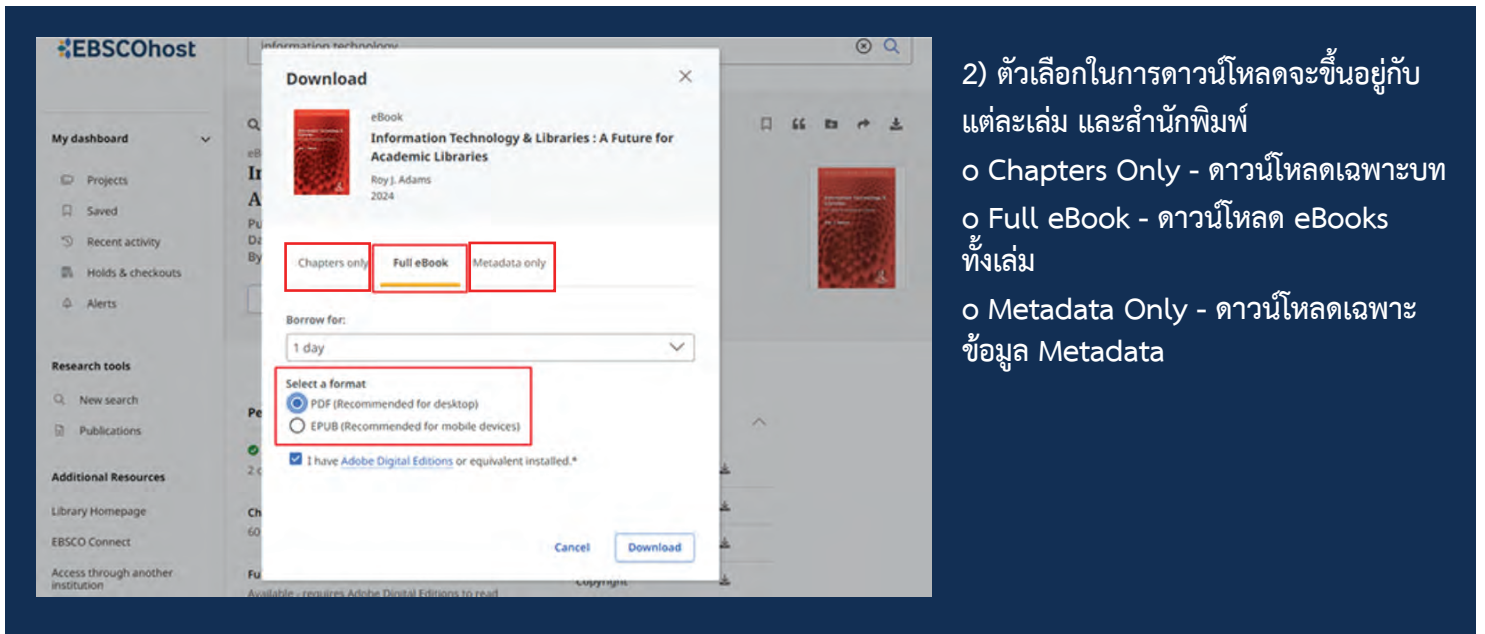 EBSCOhost
information technology
Download
eBook
Information Technology & Libraries : A Future for
Academic Libraries
Roy J. Adams
2024
Chapters only
Full eBook
Metadata only
Borrow for:
1 day
Select a format
PDF (Recommended for desktop)
EPUB (Recommended for mobile devices)
I have Adobe Digital Editions or equivalent installed.*
Cancel
Download
My dashboard
Projects
Saved
Recent activity
Holds & checkouts
Alerts
Research tools
New search
Publications
Additional Resources
Library Homepage
EBSCO Connect
Access through another
institution
Pu
Da
By
Pe
Ch
60
Fu
Copyright
Available - requires Adobe Digital Editions to read
2) ตัวเลือกในการดาวน์โหลดจะขึ้นอยู่กับ
แต่ละเล่ม และสำนักพิมพ์
o Chapters Only - ดาวน์โหลดเฉพาะบท
o Full eBook - ดาวน์โหลด eBooks
ทั้งเล่ม
o Metadata Only - ดาวน์โหลดเฉพาะ
ข้อมูล Metadata